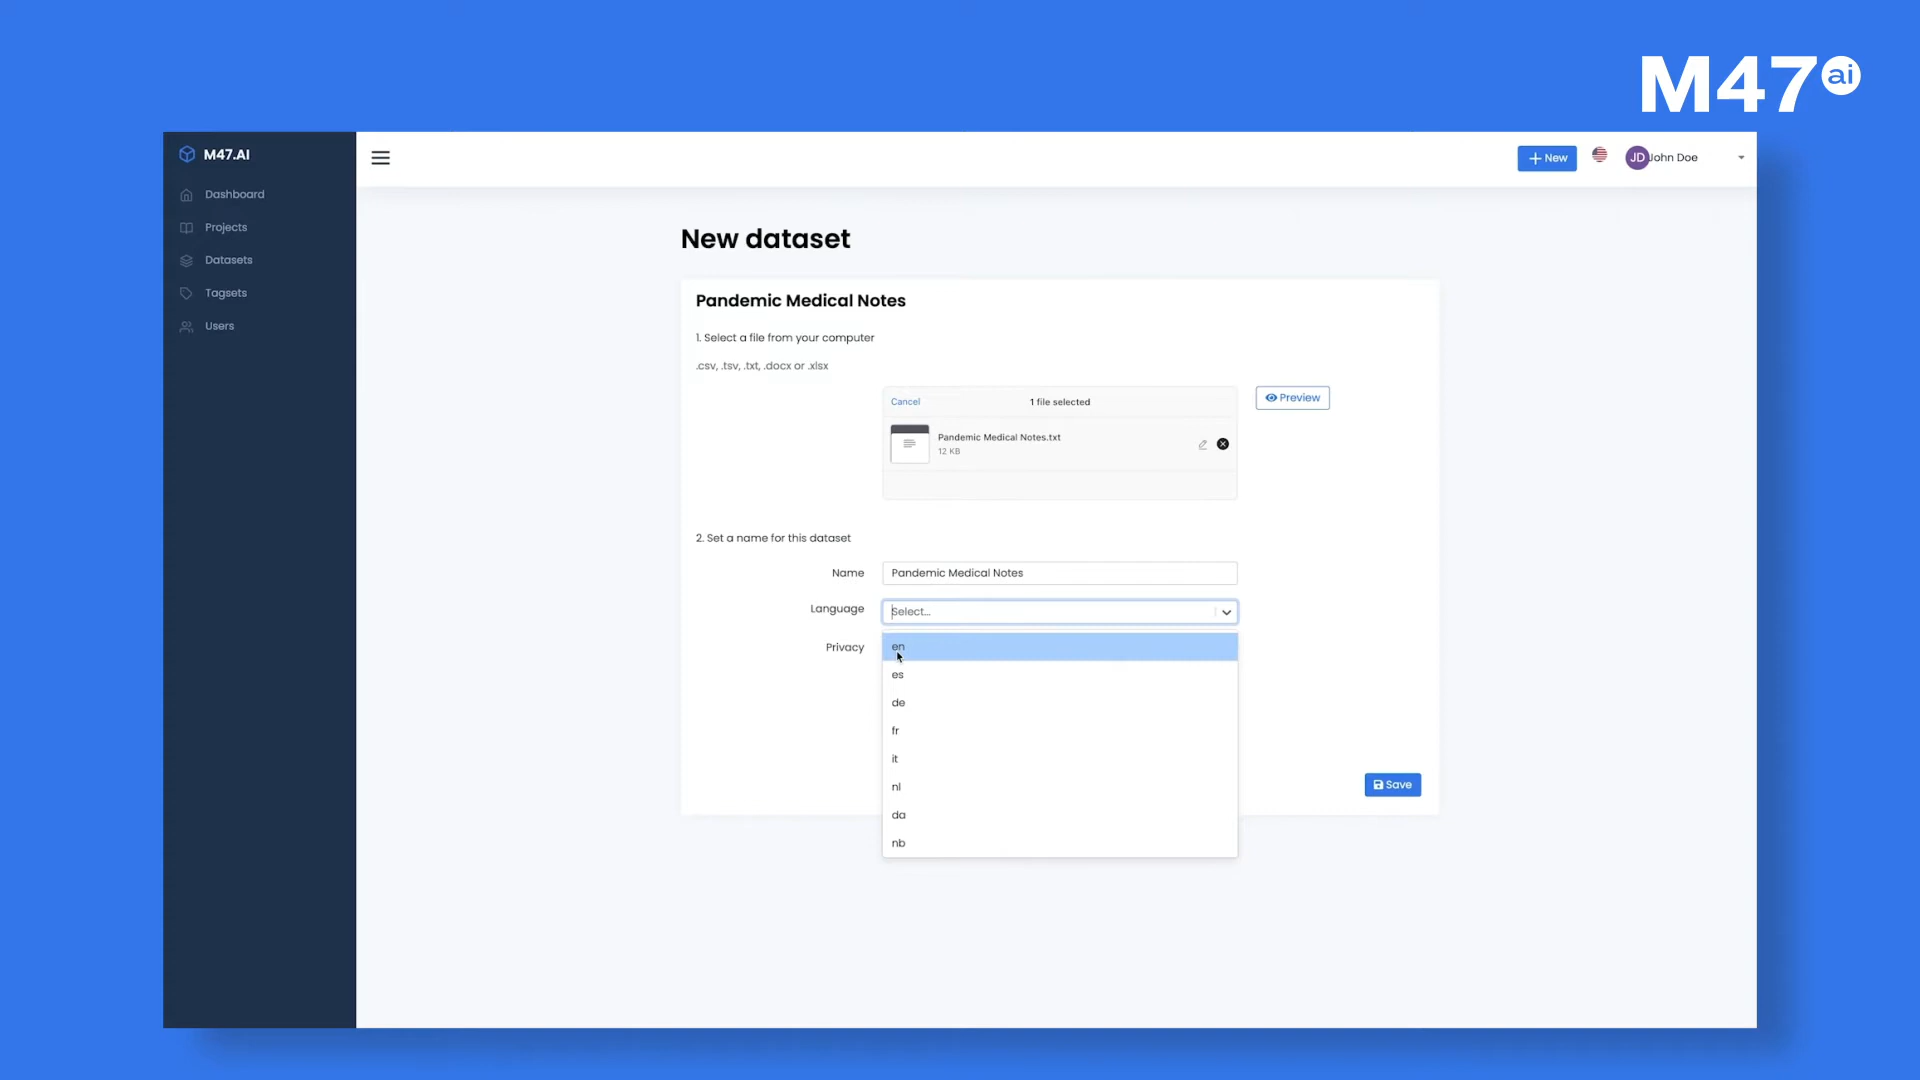 M47 ai
M47.AI
+ New
JD John Doe
Dashboard
Projects
Datasets
Tagsets
Users
New dataset
Pandemic Medical Notes
1. Select a file from your computer
.csv, .tsv, .txt, .docx or .xlsx
Cancel
1 file selected
Preview
Pandemic Medical Notes.txt
12 KB
2. Set a name for this dataset
Name
Pandemic Medical Notes
Language
Select...
Privacy
en
es
de
fr
it
nl
da
nb
Save